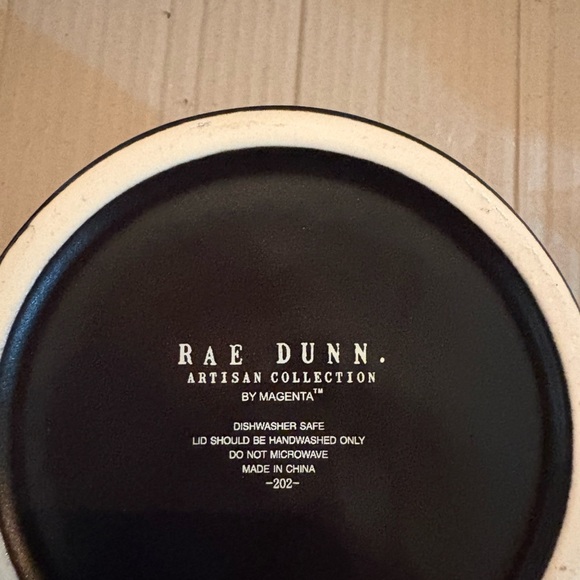 RAE DUNN.
ARTISAN COLLECTION
BY MAGENTA™
DISHWASHER SAFE
LID SHOULD BE HANDWASHED ONLY
DO NOT MICROWAVE
MADE IN CHINA
-202-